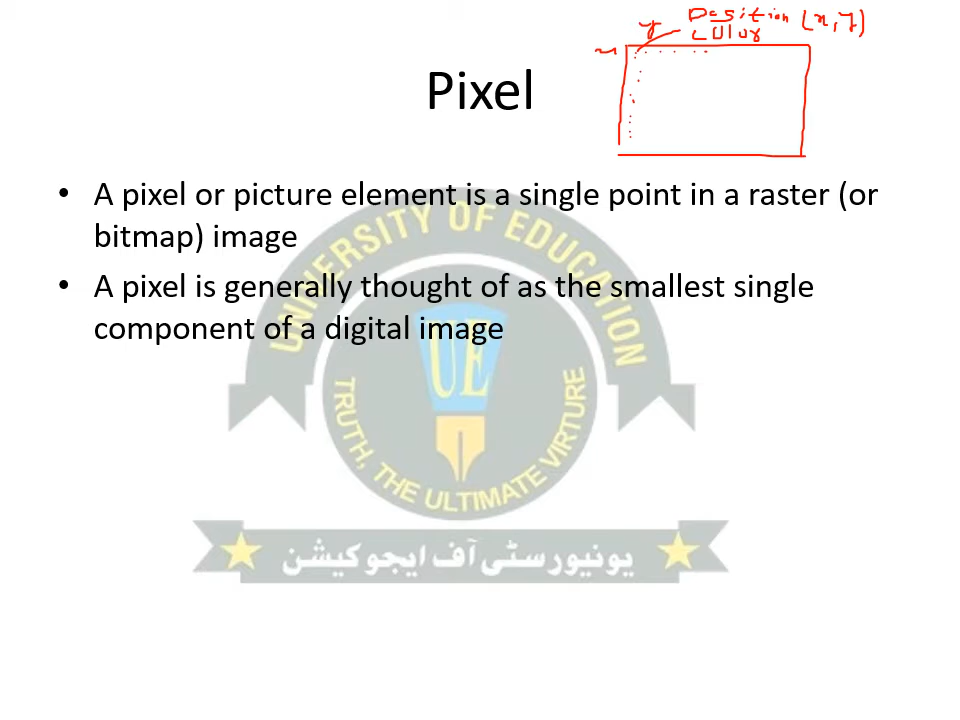 Position (x, y)
y color
x
Pixel
• A pixel or picture element is a single point in a raster (or
bitmap) image
• A pixel is generally thought of as the smallest single
component of a digital image
UNIVERSITY OF EDUCATION
UE
TRUTH, THE ULTIMATE VIRTURE
یونیورسٹی آف ایجوکیشن